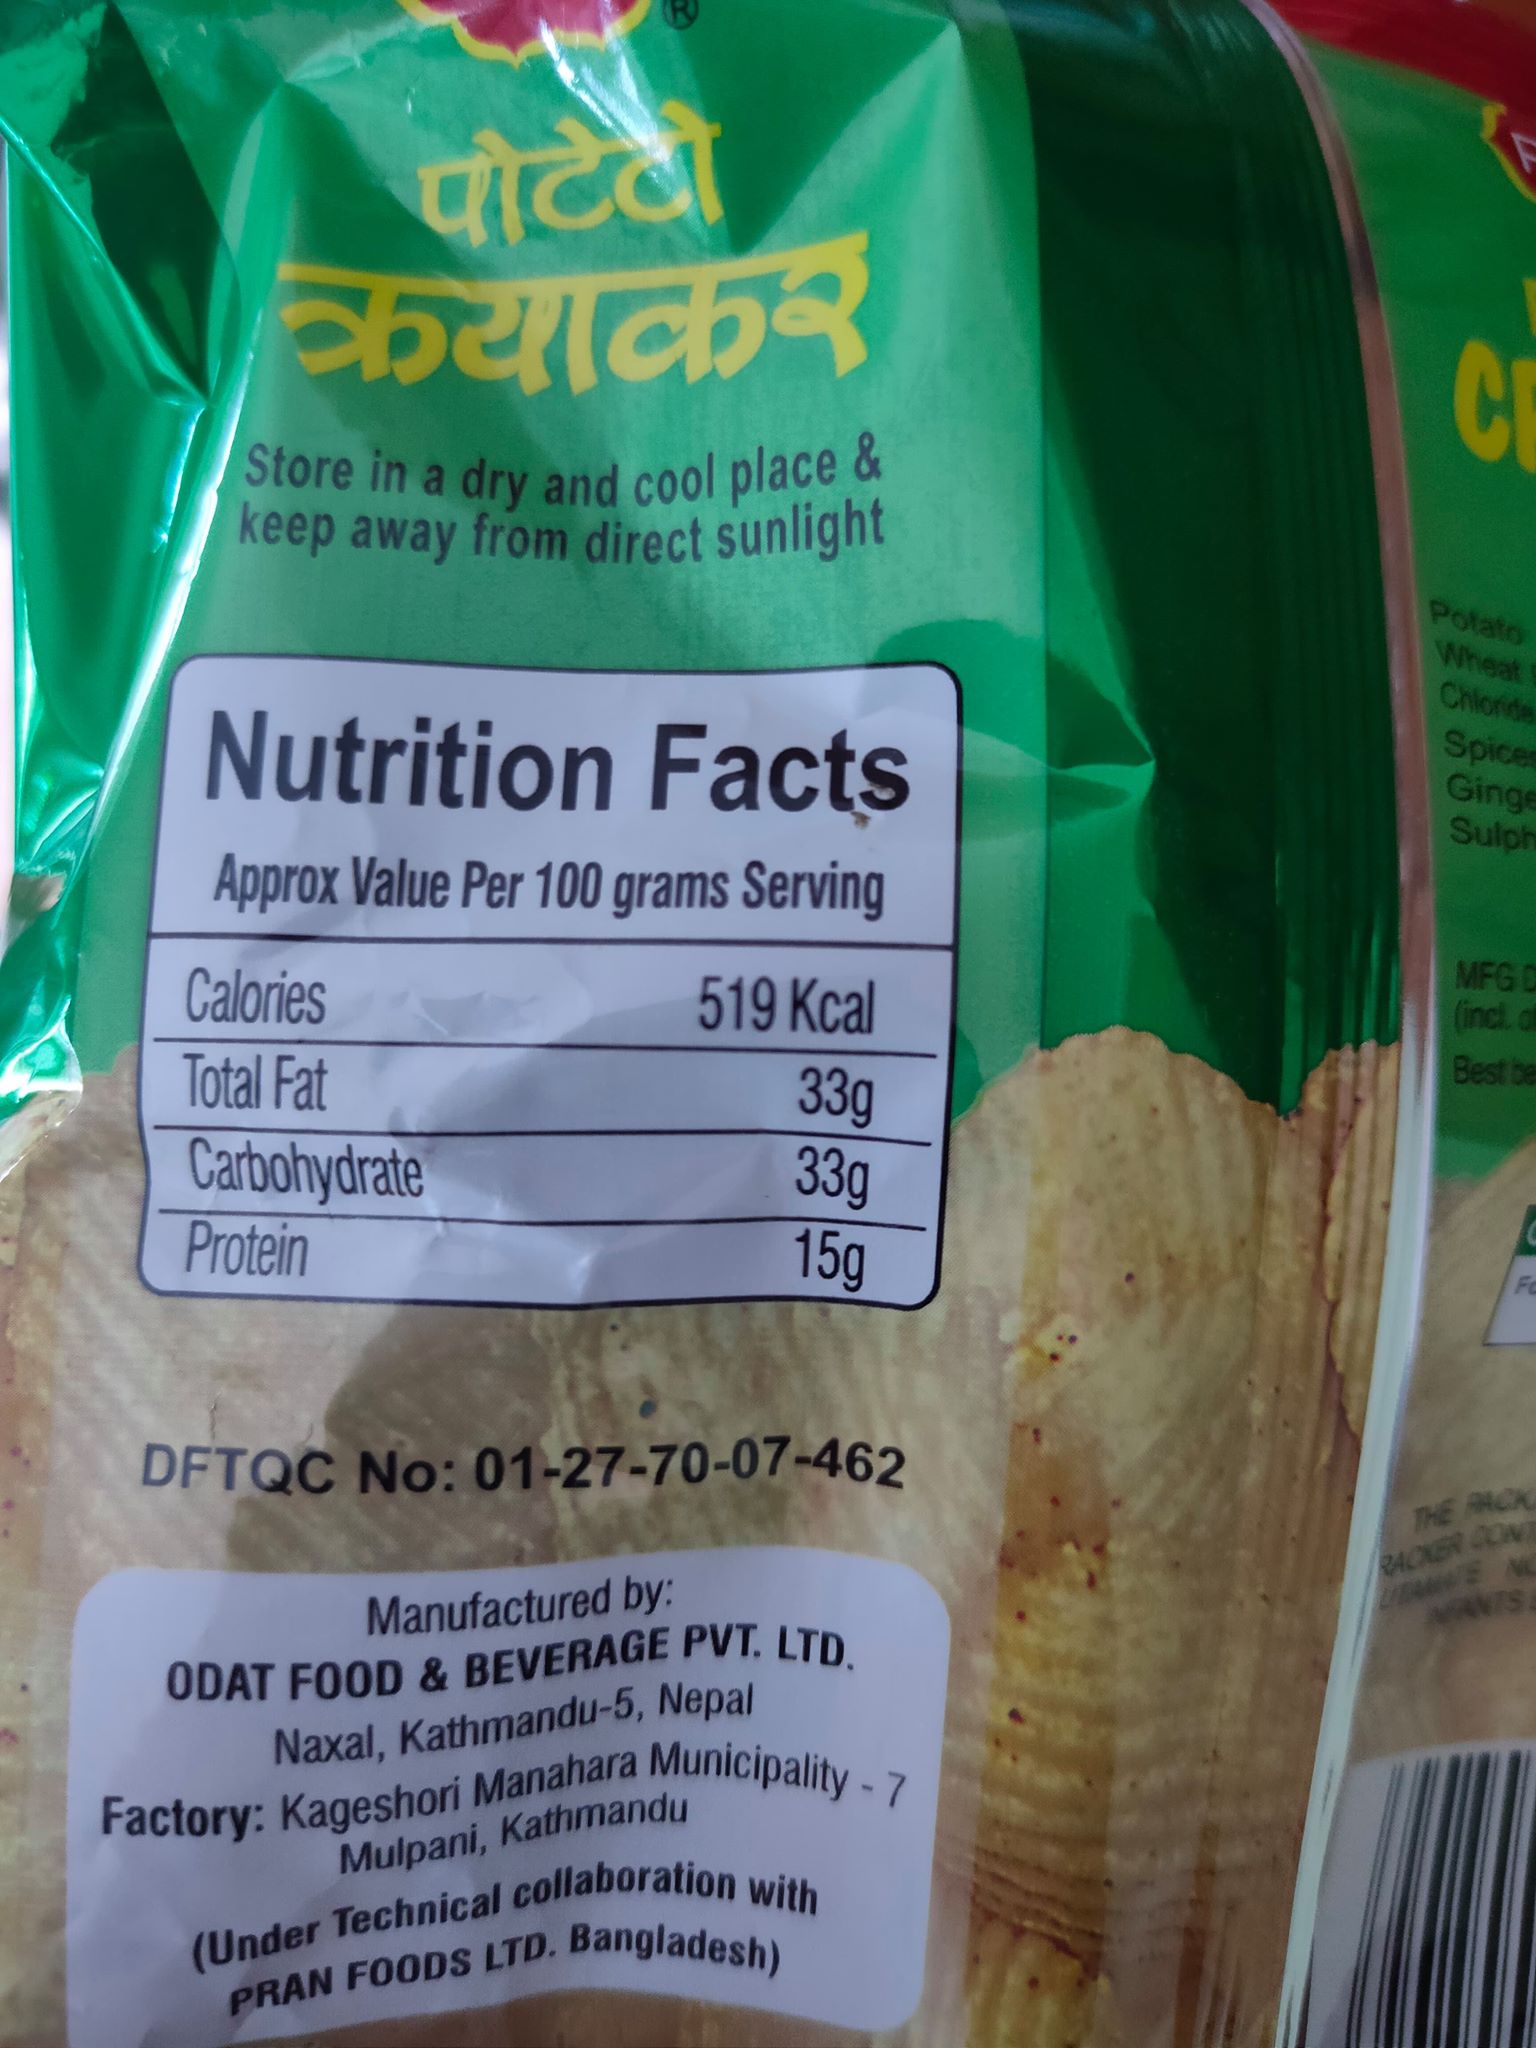 ®
पोटेटो
क्र्याकर
Store in a dry and cool place &
keep away from direct sunlight
Nutrition Facts
Approx Value Per 100 grams Serving
Calories 519 Kcal
Total Fat 33g
Carbohydrate 33g
Protein 15g
DFTQC No: 01-27-70-07-462
Manufactured by:
ODAT FOOD & BEVERAGE PVT. LTD.
Naxal, Kathmandu-5, Nepal
Factory: Kageshori Manahara Municipality - 7
Mulpani, Kathmandu
(Under Technical collaboration with
PRAN FOODS LTD. Bangladesh)
Potato
Wheat
Chloride
MFG
(incl.
Best
THE